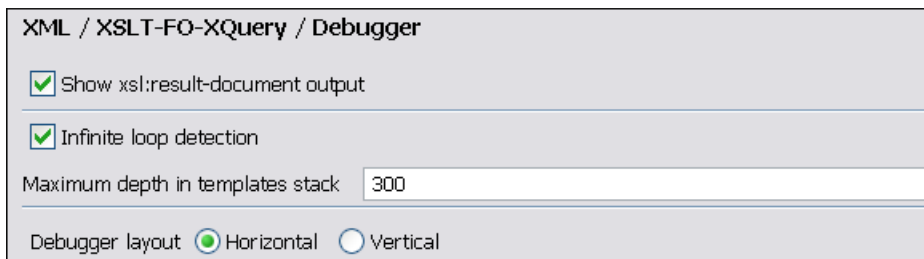 XML / XSLT-FO-XQuery / Debugger
Show xsl:result-document output
Infinite loop detection
Maximum depth in templates stack 300
Debugger layout Horizontal Vertical